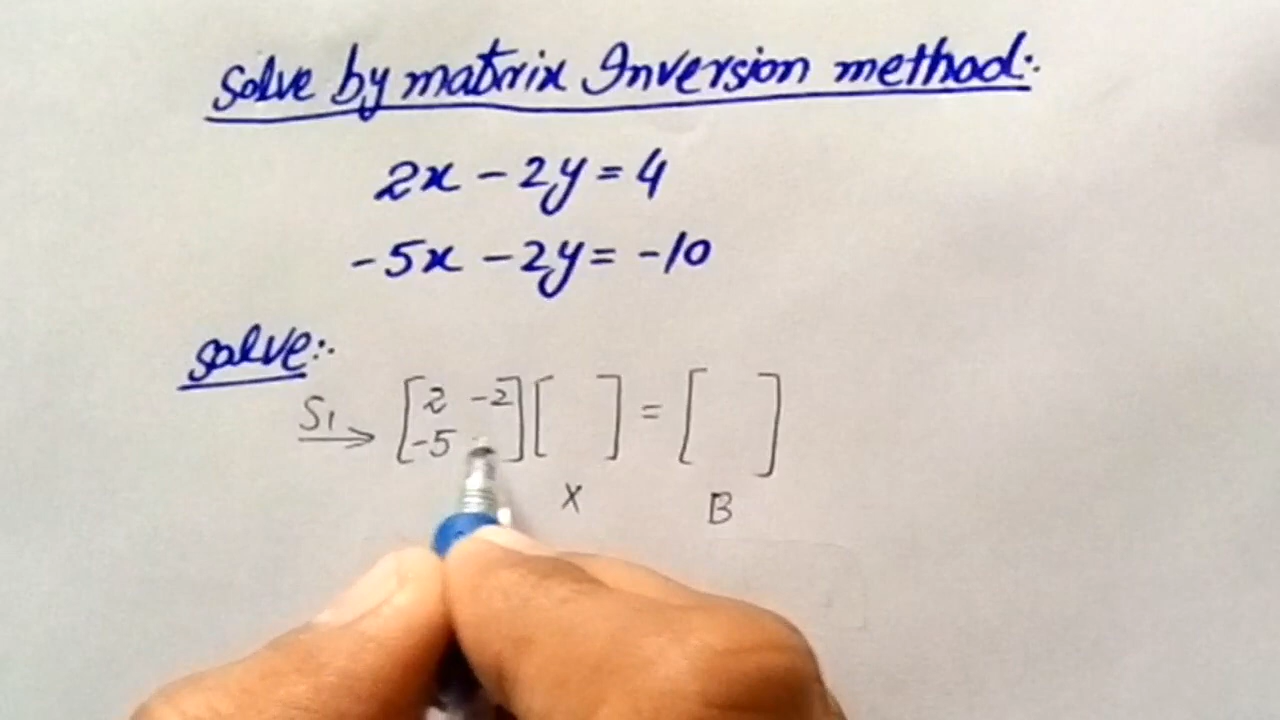 Solve by matrix Inversion method:.
2x - 2y = 4
-5x - 2y = -10
Solve:.
S1 → [2 -2] [ ] = [ ]
-5
X B